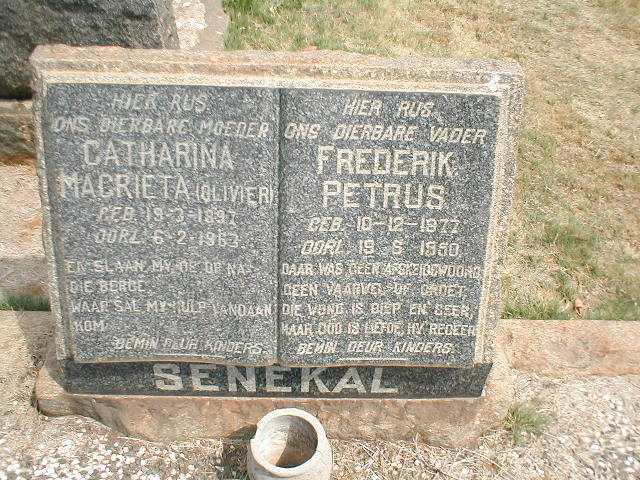 HIER RUS
ONS DIERBARE MOEDER
CATHARINA
MAGRIETA (OLIVIER)
GEB. 19-3-1897
OORL. 6-2-1963
EK SLAAN MY OË OP NA
DIE BERGE
WAAR SAL MY HULP VANDAAN
KOM.
BEMIN DEUR KINDERS.
HIER RUS
ONS DIERBARE VADER
FREDERIK
PETRUS
GEB. 10-12-1877
OORL. 19-8-1950
DAAR WAS GEEN AFSKEIDSWOORD
GEEN VAARWEL OF GROET.
DIE WOND IS DIEP EN SEER,
MAAR GOD IS LIEFDE HY REGEER
BEMIN DEUR KINDERS.
SENEKAL